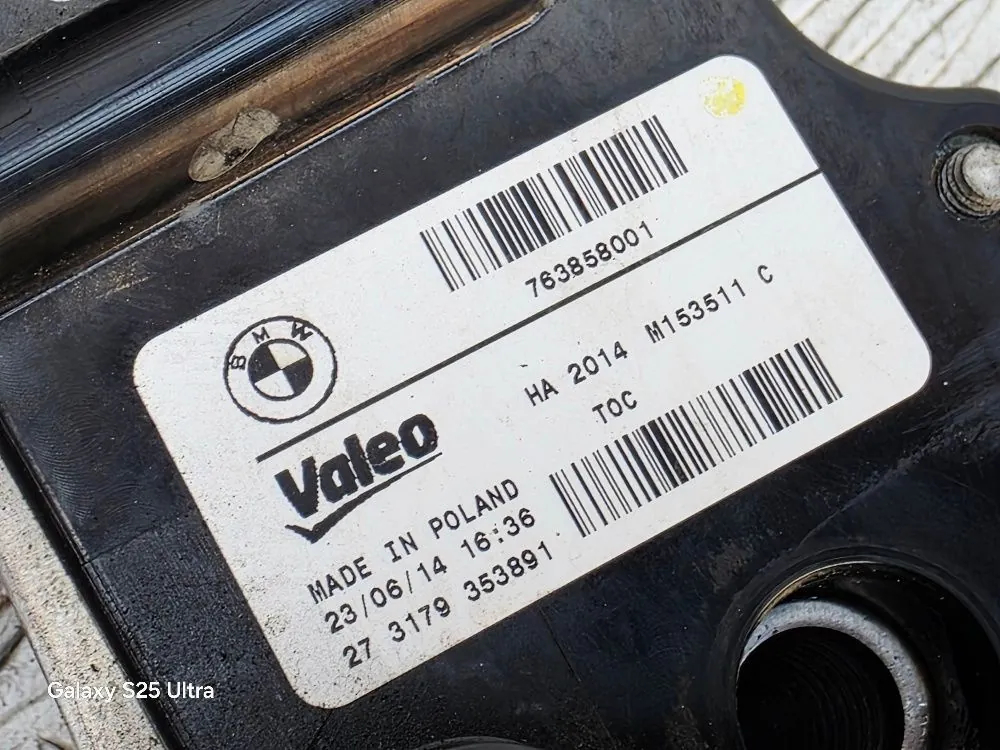 763858001
BMW
HA 2014 M153511 C
TOC
Valeo
MADE IN POLAND
23/06/14 16:36
27 3179 353891
Galaxy S25 Ultra